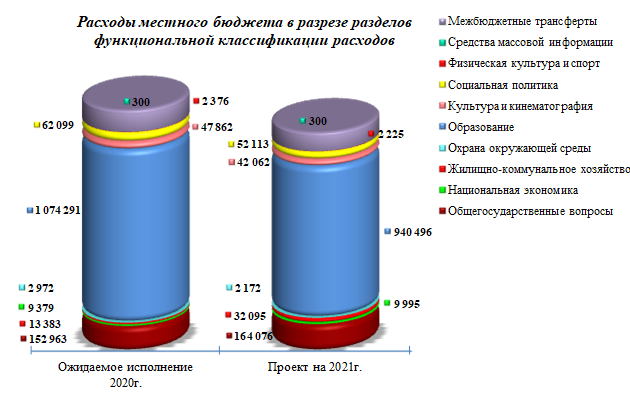 Расходы местного бюджета в разрезе разделов
функциональной классификации расходов
Межбюджетные трансферты
Средства массовой информации
Физическая культура и спорт
Социальная политика
Культура и кинематография
Образование
Охрана окружающей среды
Жилищно-коммунальное хозяйство
Национальная экономика
Общегосударственные вопросы
300
2 376
62 099
47 862
1 074 291
2 972
9 379
13 383
152 963
300
2 225
52 113
42 062
940 496
2 172
9 995
32 095
164 076
Ожидаемое исполнение
2020г.
Проект на 2021г.